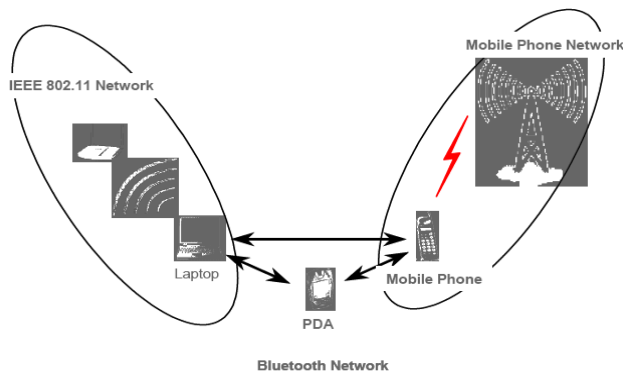 Mobile Phone Network
IEEE 802.11 Network
Laptop
Mobile Phone
PDA
Bluetooth Network